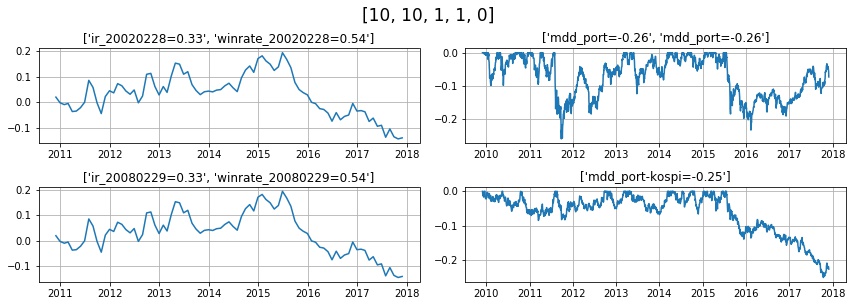 [10, 10, 1, 1, 0]
['ir_20020228=0.33', 'winrate_20020228=0.54']
0.2
0.1
0.0
−0.1
2011 2012 2013 2014 2015 2016 2017 2018
['mdd_port=-0.26', 'mdd_port=-0.26']
0.0
−0.1
−0.2
2010 2011 2012 2013 2014 2015 2016 2017 2018
['ir_20080229=0.33', 'winrate_20080229=0.54']
0.2
0.1
0.0
−0.1
2011 2012 2013 2014 2015 2016 2017 2018
['mdd_port-kospi=-0.25']
0.0
−0.1
−0.2
2010 2011 2012 2013 2014 2015 2016 2017 2018